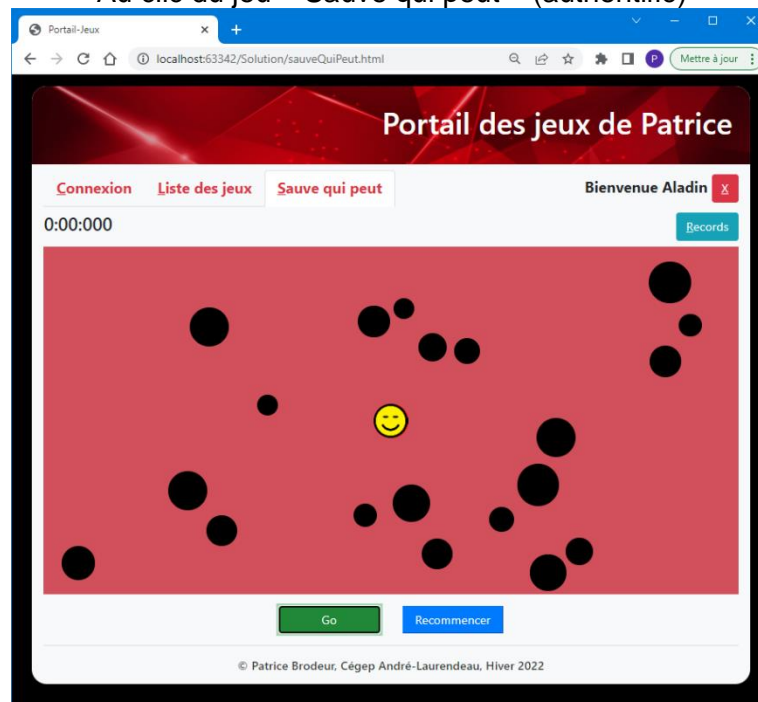 Au clic du jeu « Sauve qui peut » (authentifié)
Portail-Jeux
localhost:63342/Solution/sauveQuiPeut.html
P
Mettre à jour
Portail des jeux de Patrice
Connexion Liste des jeux Sauve qui peut Bienvenue Aladin X
0:00:000
Records
Go Recommencer
© Patrice Brodeur, Cégep André-Laurendeau, Hiver 2022